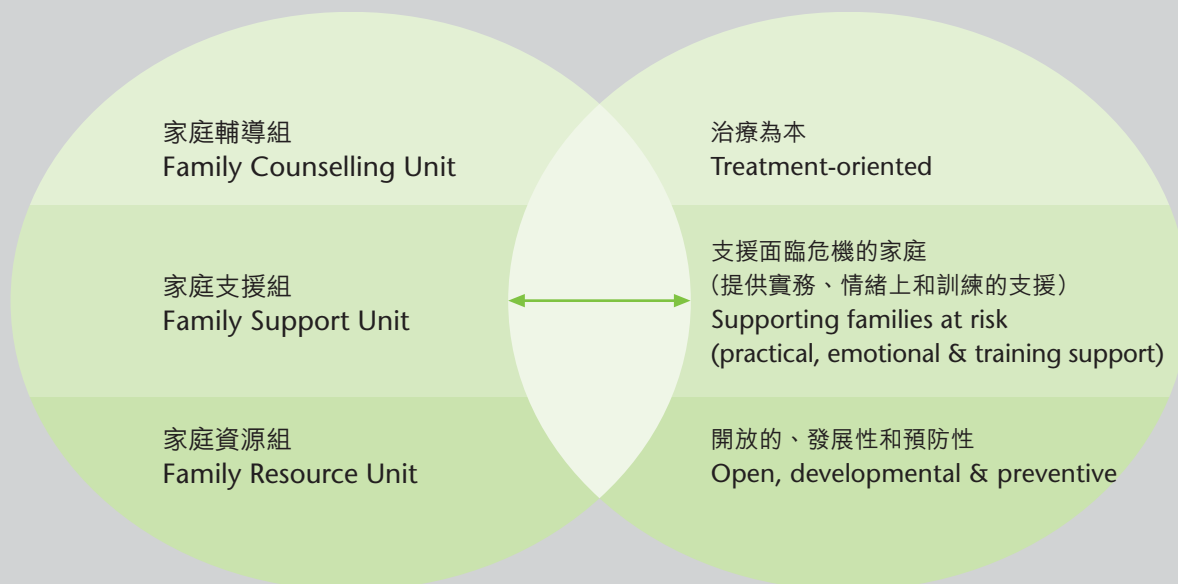 家庭輔導組
Family Counselling Unit
治療為本
Treatment-oriented
家庭支援組
Family Support Unit
支援面臨危機的家庭
（提供實務、情緒上和訓練的支援）
Supporting families at risk
(practical, emotional & training support)
家庭資源組
Family Resource Unit
開放的、發展性和預防性
Open, developmental & preventive